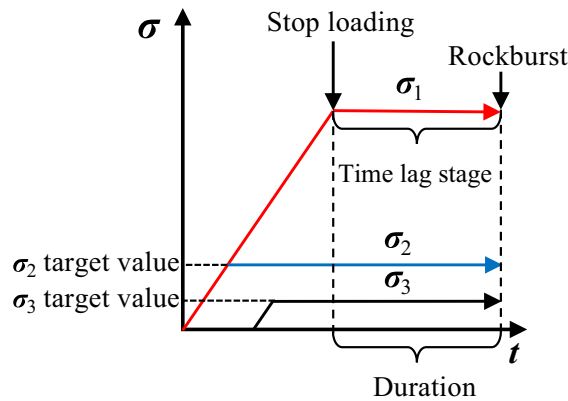 Stop loading
σ
Rockburst
σ1
Time lag stage
σ2
σ2 target value
σ3
σ3 target value
t
Duration